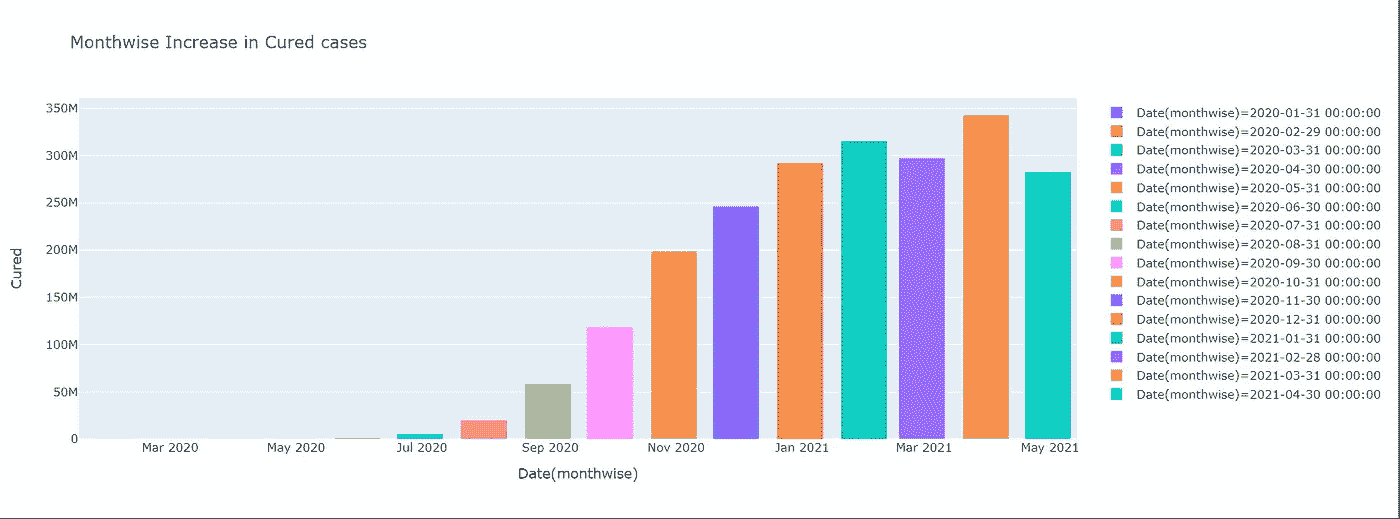 Monthwise Increase in Cured cases
350M
300M
250M
200M
150M
100M
50M
0
Cured
Mar 2020 May 2020 Jul 2020 Sep 2020 Nov 2020 Jan 2021 Mar 2021 May 2021
Date(monthwise)
Date(monthwise)=2020-01-31 00:00:00
Date(monthwise)=2020-02-29 00:00:00
Date(monthwise)=2020-03-31 00:00:00
Date(monthwise)=2020-04-30 00:00:00
Date(monthwise)=2020-05-31 00:00:00
Date(monthwise)=2020-06-30 00:00:00
Date(monthwise)=2020-07-31 00:00:00
Date(monthwise)=2020-08-31 00:00:00
Date(monthwise)=2020-09-30 00:00:00
Date(monthwise)=2020-10-31 00:00:00
Date(monthwise)=2020-11-30 00:00:00
Date(monthwise)=2020-12-31 00:00:00
Date(monthwise)=2021-01-31 00:00:00
Date(monthwise)=2021-02-28 00:00:00
Date(monthwise)=2021-03-31 00:00:00
Date(monthwise)=2021-04-30 00:00:00